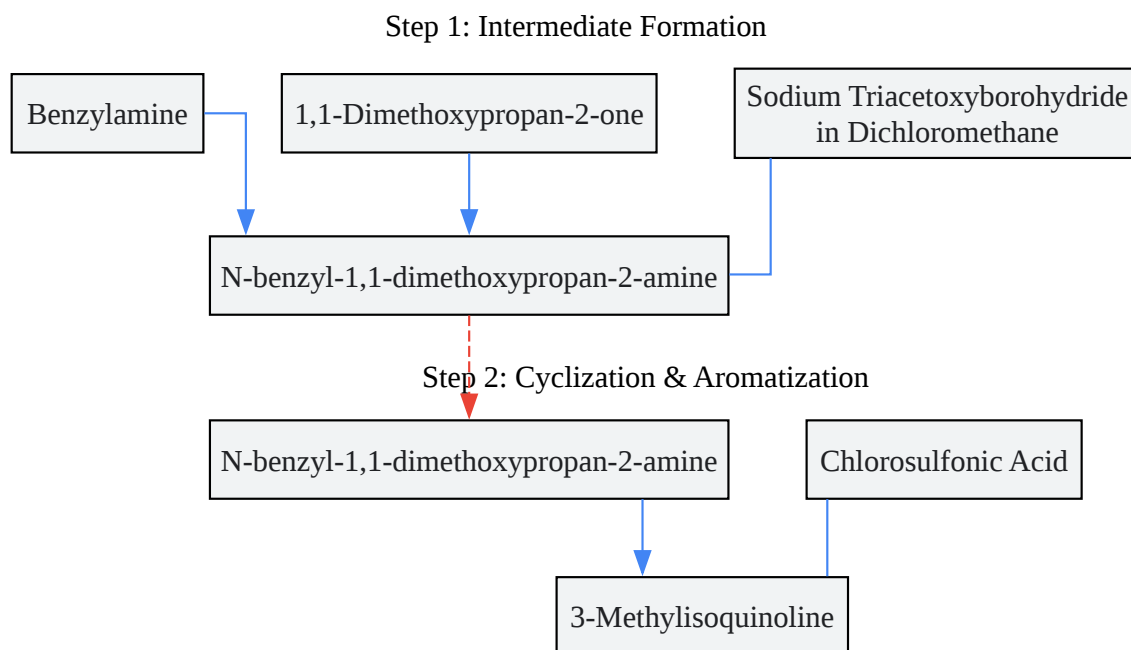 Step 1: Intermediate Formation
Benzylamine
1,1-Dimethoxypropan-2-one
Sodium Triacetoxyborohydride
in Dichloromethane
N-benzyl-1,1-dimethoxypropan-2-amine
Step 2: Cyclization & Aromatization
N-benzyl-1,1-dimethoxypropan-2-amine
Chlorosulfonic Acid
3-Methylisoquinoline